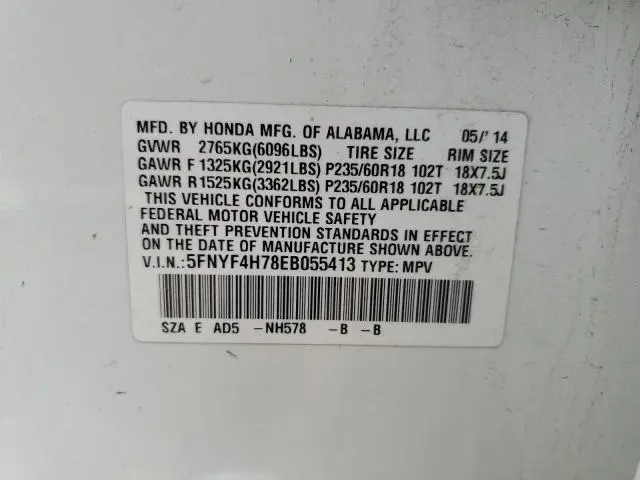 MFD. BY HONDA MFG. OF ALABAMA, LLC 05/'14
GVWR 2765KG(6096LBS) TIRE SIZE RIM SIZE
GAWR F 1325KG(2921LBS) P235/60R18 102T 18X7.5J
GAWR R1525KG(3362LBS) P235/60R18 102T 18X7.5J
THIS VEHICLE CONFORMS TO ALL APPLICABLE
FEDERAL MOTOR VEHICLE SAFETY
AND THEFT PREVENTION STANDARDS IN EFFECT
ON THE DATE OF MANUFACTURE SHOWN ABOVE.
V.I.N.:5FNYF4H78EB055413 TYPE: MPV
SZA E AD5 -NH578 -B -B